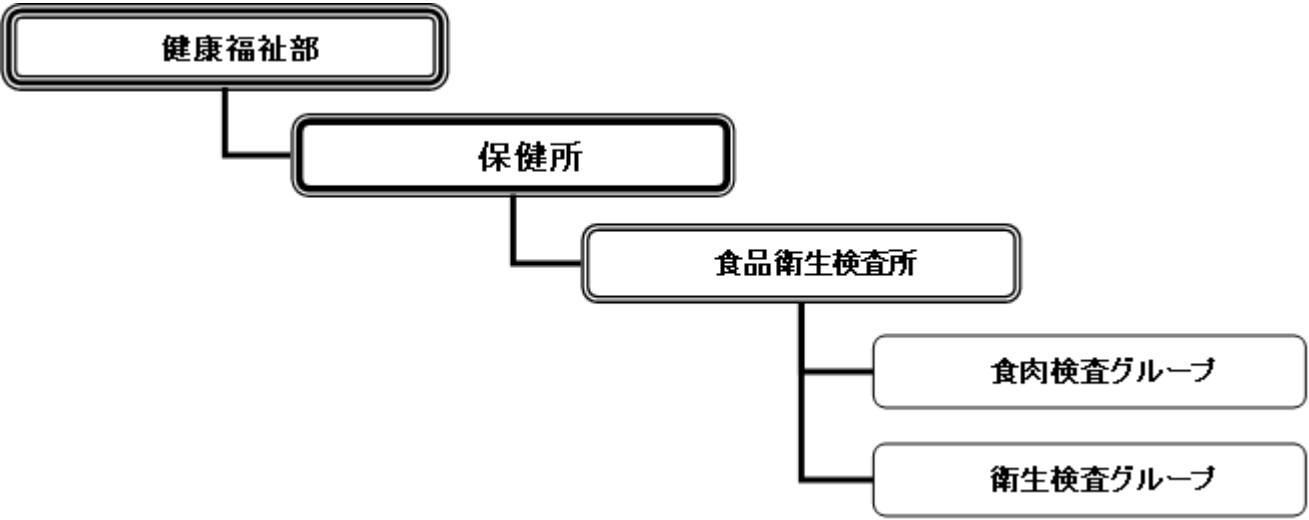 健康福祉部
保健所
食品衛生検査所
食肉検査グループ
衛生検査グループ